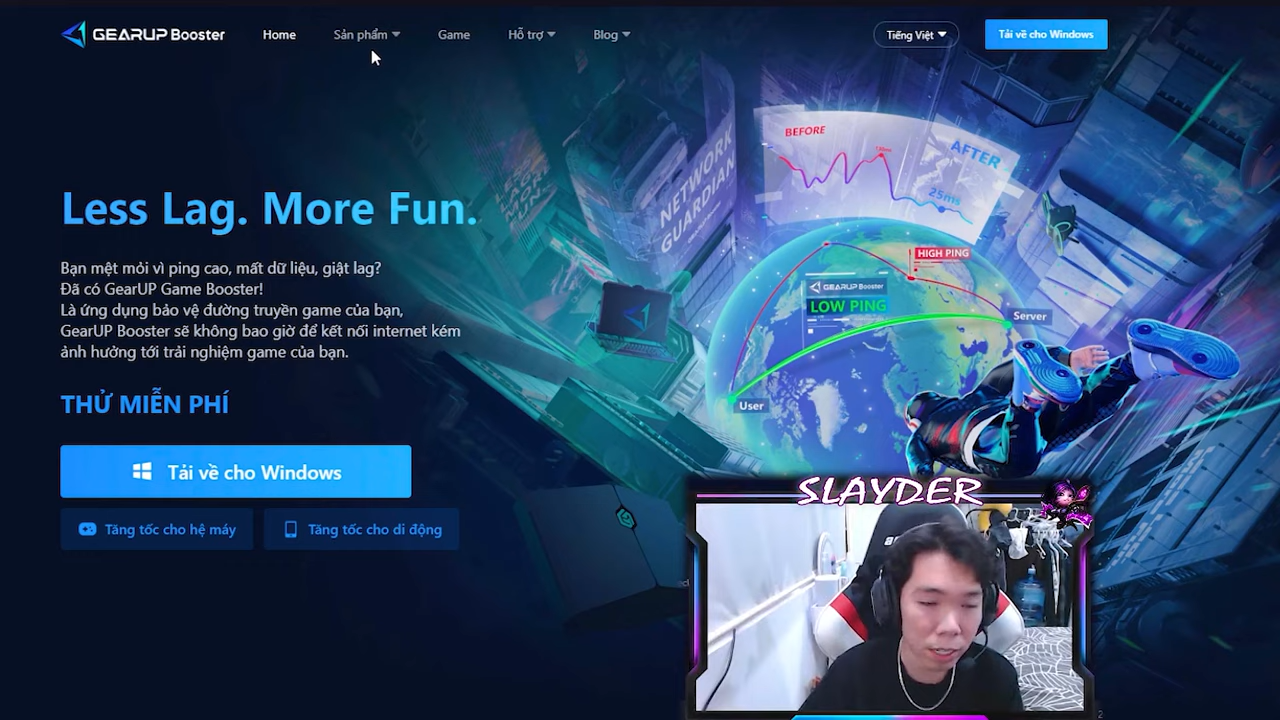 GEARUP Booster
Home
Sản phẩm
Game
Hỗ trợ
Blog
Tiếng Việt
Tải về cho Windows
BEFORE
AFTER
25ms
NETWORK
GUARDIAN
Less Lag. More Fun.
HIGH PING
GEARUP Booster
LOW PING
Server
User
Bạn mệt mỏi vì ping cao, mất dữ liệu, giật lag?
Đã có GearUP Game Booster!
Là ứng dụng bảo vệ đường truyền game của bạn,
GearUP Booster sẽ không bao giờ để kết nối internet kém
ảnh hưởng tới trải nghiệm game của bạn.
THỬ MIỄN PHÍ
Tải về cho Windows
Tăng tốc cho hệ máy
Tăng tốc cho di động
SLAYDER